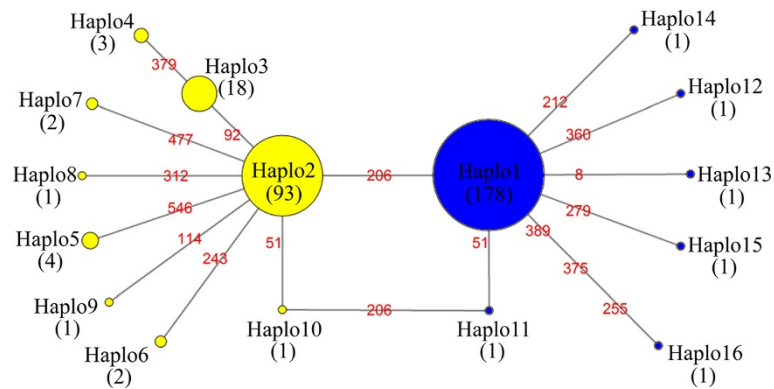 Haplo4
(3)
379
Haplo3
(18)
Haplo7
(2)
477
92
Haplo8
(1)
312
Haplo2
(93)
206
Haplo1
(178)
Haplo14
(1)
212
Haplo12
(1)
360
8
Haplo13
(1)
Haplo5
(4)
546
279
Haplo15
(1)
114
243
51
51
389
375
255
Haplo9
(1)
Haplo6
(2)
Haplo10
(1)
206
Haplo11
(1)
Haplo16
(1)